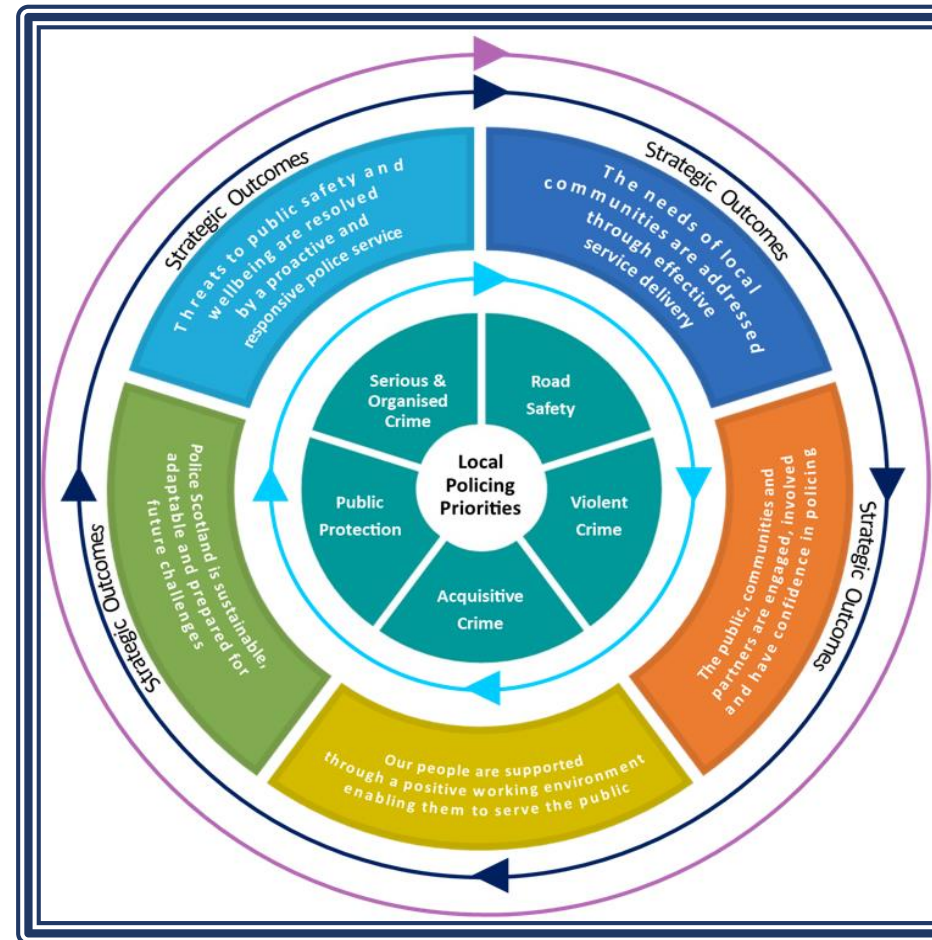 Strategic Outcomes
Threats to public safety and
wellbeing are resolved
by a proactive and
responsive police service
Strategic Outcomes
The needs of local
communities are addressed
through effective
service delivery
Strategic Outcomes
The public, communities and
partners are engaged, involved
and have confidence in policing
Our people are supported
through a positive working environment
enabling them to serve the public
Strategic Outcomes
Police Scotland is sustainable,
adaptable and prepared for
future challenges
Local
Policing
Priorities
Serious &
Organised
Crime
Road
Safety
Violent
Crime
Acquisitive
Crime
Public
Protection